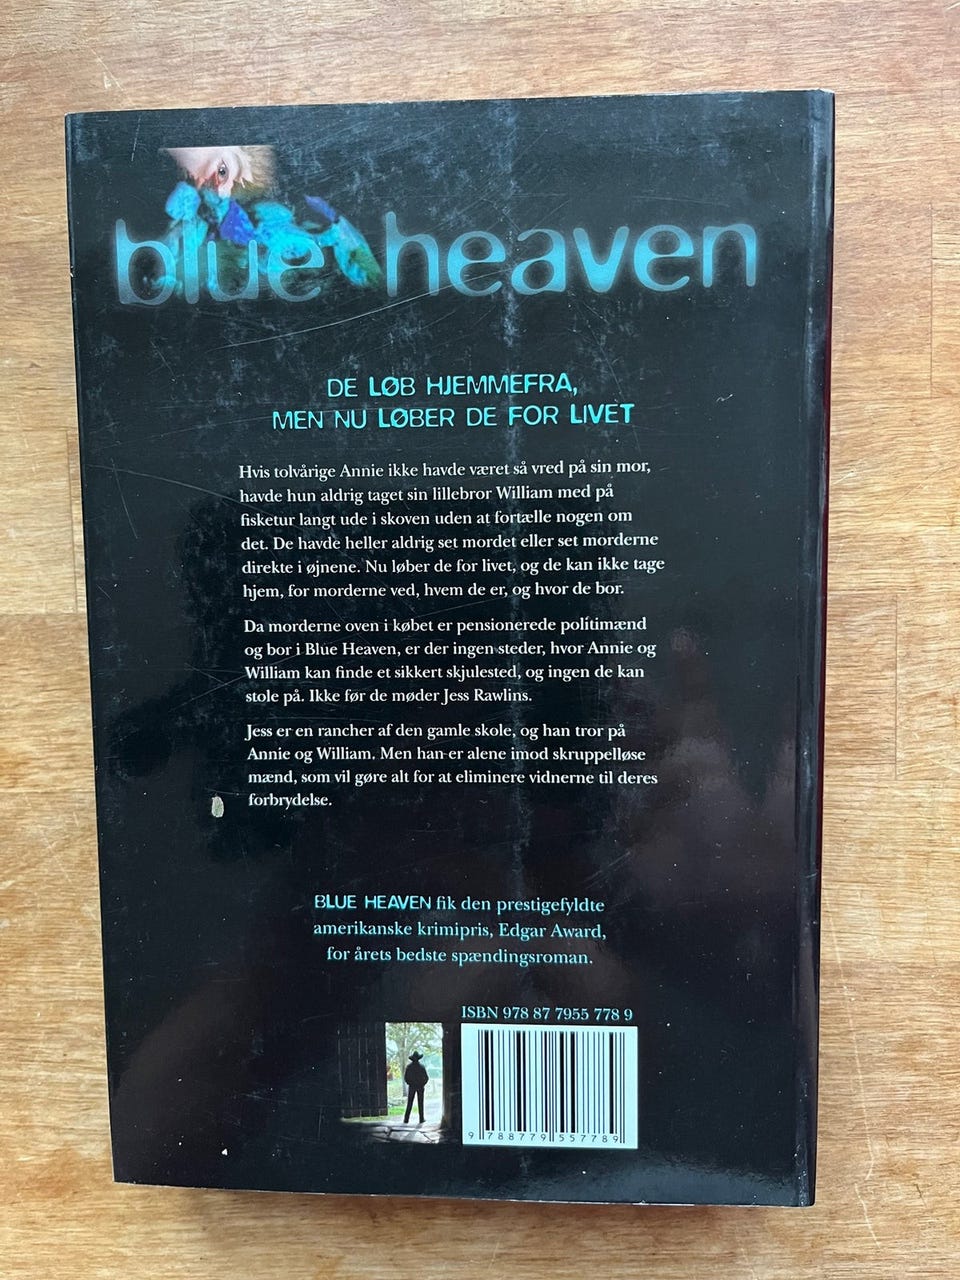 blue heaven
DE LØB HJEMMEFRA,
MEN NU LØBER DE FOR LIVET
Hvis tolvårige Annie ikke havde været så vred på sin mor,
havde hun aldrig taget sin lillebror William med på
fisketur langt ude i skoven uden at fortælle nogen om
det. De havde heller aldrig set mordet eller set morderne
direkte i øjnene. Nu løber de for livet, og de kan ikke tage
hjem, for morderne ved, hvem de er, og hvor de bor.
Da morderne oven i købet er pensionerede politimænd
og bor i Blue Heaven, er der ingen steder, hvor Annie og
William kan finde et sikkert skjulested, og ingen de kan
stole på. Ikke før de møder Jess Rawlins.
Jess er en rancher af den gamle skole, og han tror på
Annie og William. Men han er alene imod skruppelløse
mænd, som vil gøre alt for at eliminere vidnerne til deres
forbrydelse.
BLUE HEAVEN fik den prestigefyldte
amerikanske krimipris, Edgar Award,
for årets bedste spændingsroman.
ISBN 978 87 7955 778 9
9 788779 557789